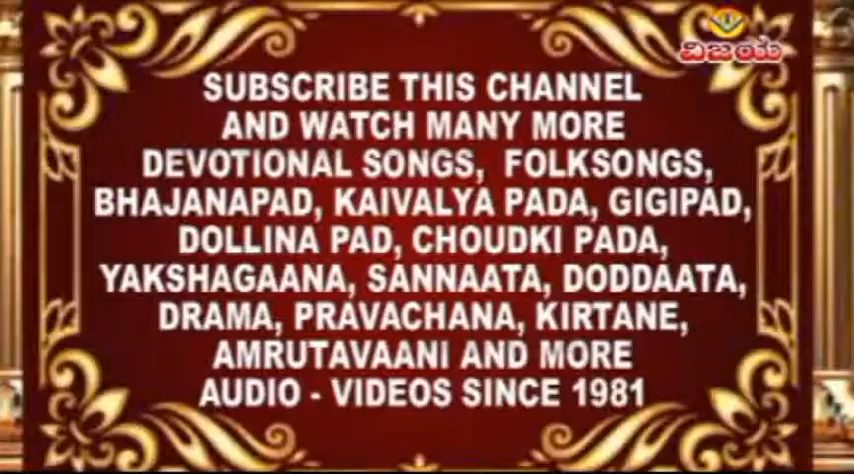 ವಿಜಯ
SUBSCRIBE THIS CHANNEL
AND WATCH MANY MORE
DEVOTIONAL SONGS, FOLKSONGS,
BHAJANAPAD, KAIVALYA PADA, GIGIPAD,
DOLLINA PAD, CHOUDKI PADA,
YAKSHAGAANA, SANNAATA, DODDAATA,
DRAMA, PRAVACHANA, KIRTANE,
AMRUTAVAANI AND MORE
AUDIO - VIDEOS SINCE 1981